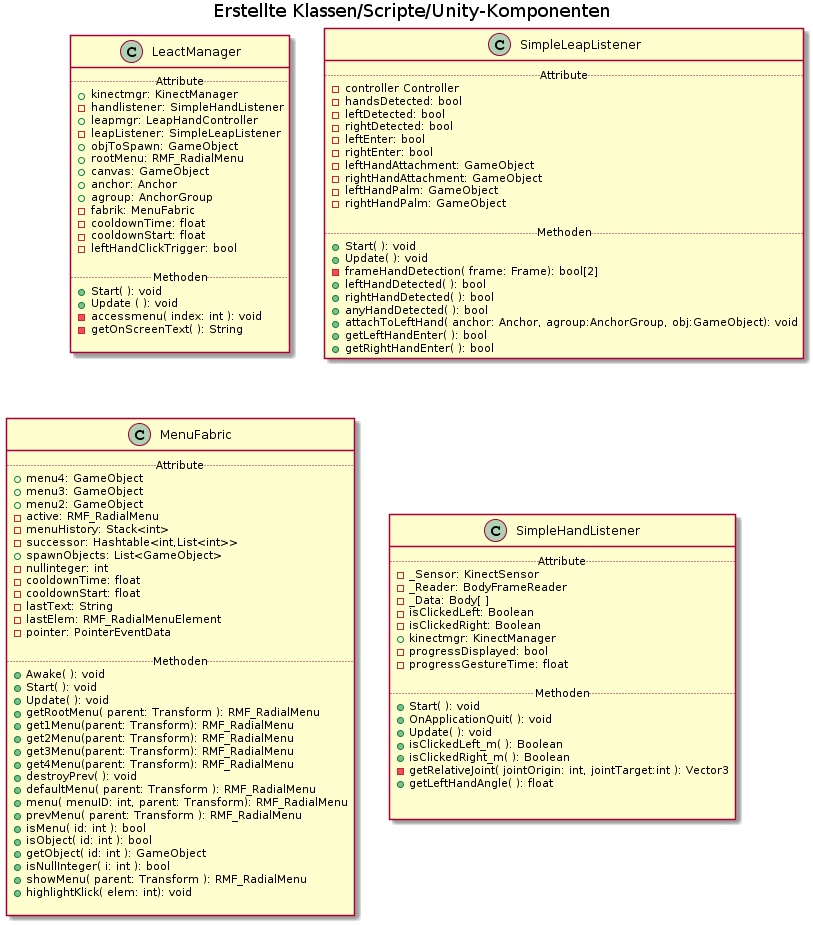 Erstellte Klassen/Scripte/Unity-Komponenten
C LeactManager
Attribute
kinectmgr: KinectManager
handlistener: SimpleHandListener
leapmgr: LeapHandController
leapListener: SimpleLeapListener
objToSpawn: GameObject
rootMenu: RMF_RadialMenu
canvas: GameObject
anchor: Anchor
agroup: AnchorGroup
fabrik: MenuFabric
cooldownTime: float
cooldownStart: float
leftHandClickTrigger: bool
Methoden
Start( ): void
Update ( ): void
accessmenu( index: int ): void
getOnScreenText( ): String
C SimpleLeapListener
Attribute
controller Controller
handsDetected: bool
leftDetected: bool
rightDetected: bool
leftEnter: bool
rightEnter: bool
leftHandAttachment: GameObject
rightHandAttachment: GameObject
leftHandPalm: GameObject
rightHandPalm: GameObject
Methoden
Start( ): void
Update( ): void
frameHandDetection( frame: Frame): bool[2]
leftHandDetected( ): bool
rightHandDetected( ): bool
anyHandDetected( ): bool
attachToLeftHand( anchor: Anchor, agroup:AnchorGroup, obj:GameObject): void
getLeftHandEnter( ): bool
getRightHandEnter( ): bool
C MenuFabric
Attribute
menu4: GameObject
menu3: GameObject
menu2: GameObject
active: RMF_RadialMenu
menuHistory: Stack<int>
successor: Hashtable<int,List<int>>
spawnObjects: List<GameObject>
nullinteger: int
cooldownTime: float
cooldownStart: float
lastText: String
lastElem: RMF_RadialMenuElement
pointer: PointerEventData
Methoden
Awake( ): void
Start( ): void
Update( ): void
getRootMenu( parent: Transform ): RMF_RadialMenu
get1Menu(parent: Transform): RMF_RadialMenu
get2Menu(parent: Transform): RMF_RadialMenu
get3Menu(parent: Transform): RMF_RadialMenu
get4Menu(parent: Transform): RMF_RadialMenu
destroyPrev( ): void
defaultMenu( parent: Transform ): RMF_RadialMenu
menu( menuID: int, parent: Transform): RMF_RadialMenu
prevMenu( parent: Transform ): RMF_RadialMenu
isMenu( id: int ): bool
isObject( id: int ): bool
getObject( id: int ): GameObject
isNullInteger( i: int ): bool
showMenu( parent: Transform ): RMF_RadialMenu
highlightKlick( elem: int): void
C SimpleHandListener
Attribute
_Sensor: KinectSensor
_Reader: BodyFrameReader
_Data: Body[ ]
isClickedLeft: Boolean
isClickedRight: Boolean
kinectmgr: KinectManager
progressDisplayed: bool
progressGestureTime: float
Methoden
Start( ): void
OnApplicationQuit( ): void
Update( ): void
isClickedLeft_m( ): Boolean
isClickedRight_m( ): Boolean
getRelativeJoint( jointOrigin: int, jointTarget:int ): Vector3
getLeftHandAngle( ): float